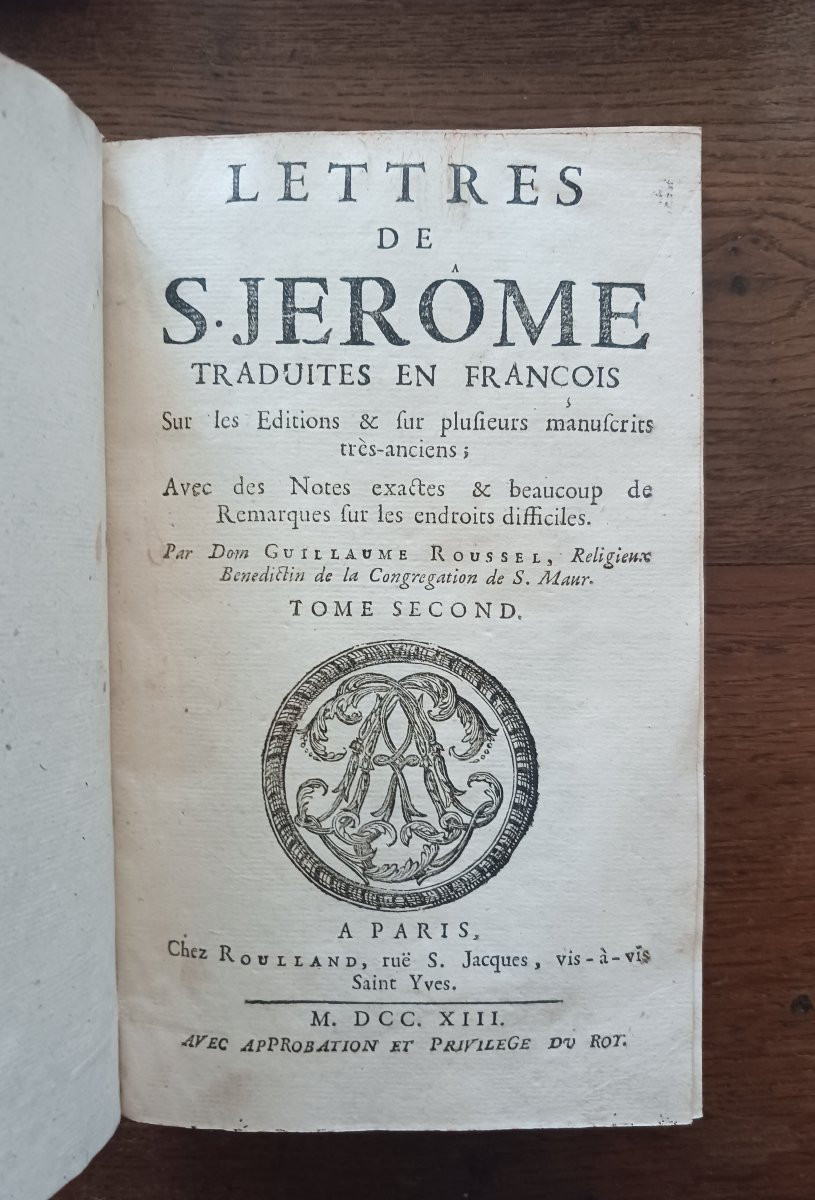 LETTRES
DE
S. JERÔME
TRADUITES EN FRANÇOIS
Sur les Editions & ſur pluſieurs manuſcrits
très-anciens ;
Avec des Notes exactes & beaucoup de
Remarques ſur les endroits difficiles.
Par Dom GUILLAUME ROUSSEL, Religieux
Benedictin de la Congregation de S. Maur.
TOME SECOND.
A PARIS,
Chez ROULLAND, ruë S. Jacques, vis-à-vis
Saint Yves.
M. DCC. XIII.
AVEC APPROBATION ET PRIVILEGE DU ROY.